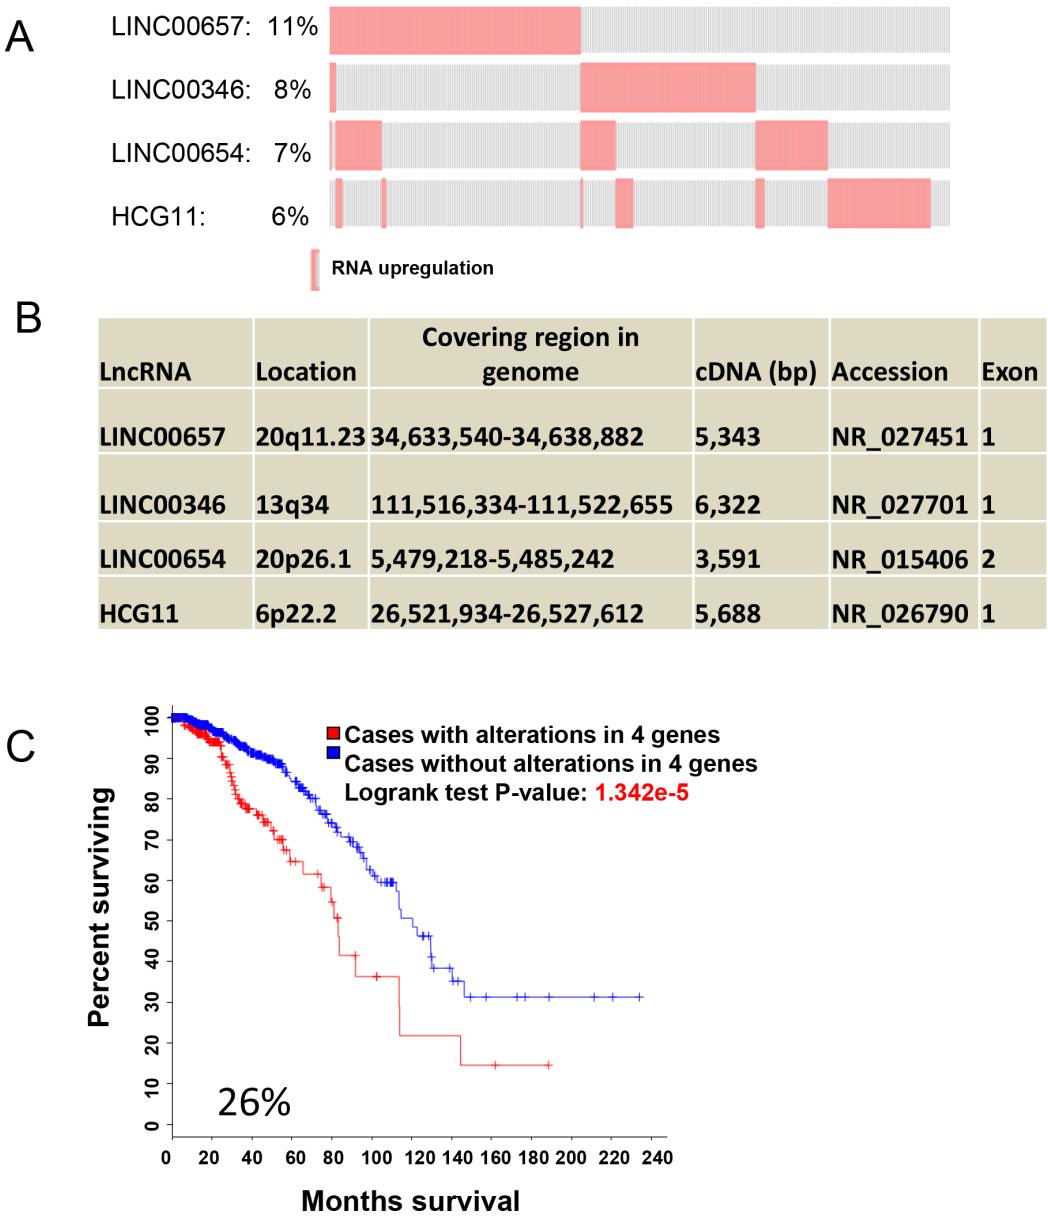 A
LINC00657: 11%
LINC00346: 8%
LINC00654: 7%
HCG11: 6%
RNA upregulation
B
LncRNA Location Covering region in genome cDNA (bp) Accession Exon
LINC00657 20q11.23 34,633,540-34,638,882 5,343 NR_027451 1
LINC00346 13q34 111,516,334-111,522,655 6,322 NR_027701 1
LINC00654 20p26.1 5,479,218-5,485,242 3,591 NR_015406 2
HCG11 6p22.2 26,521,934-26,527,612 5,688 NR_026790 1
C
Cases with alterations in 4 genes
Cases without alterations in 4 genes
Logrank test P-value: 1.342e-5
Percent surviving
100
90
80
70
60
50
40
30
20
10
0
26%
0 20 40 60 80 100 120 140 160 180 200 220 240
Months survival